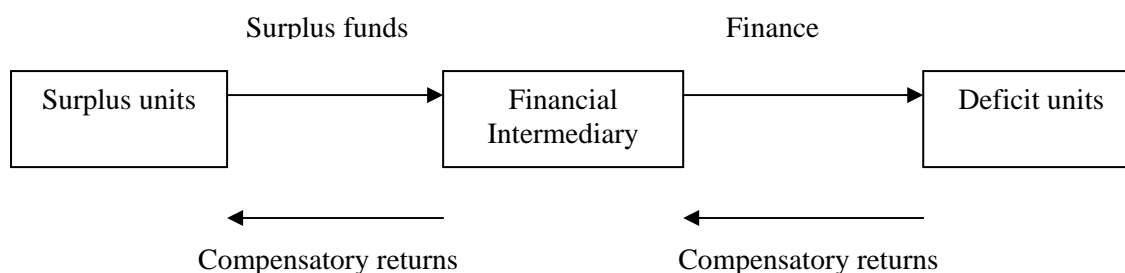 Surplus funds
Finance
Surplus units
Financial
Intermediary
Deficit units
Compensatory returns
Compensatory returns